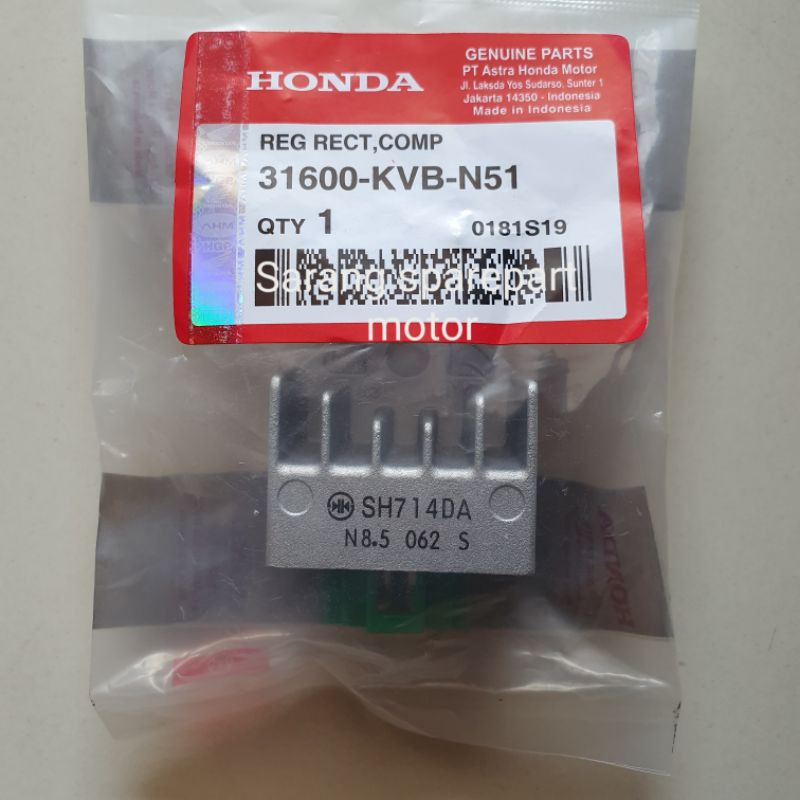 HONDA
GENUINE PARTS
PT Astra Honda Motor
Jl. Laksda Yos Sudarso, Sunter 1
Jakarta 14350 - Indonesia
Made in Indonesia
REG RECT,COMP
31600-KVB-N51
QTY 1
0181S19
Sarang sparepart
motor
SH714DA
N8.5 062 S
HONDA